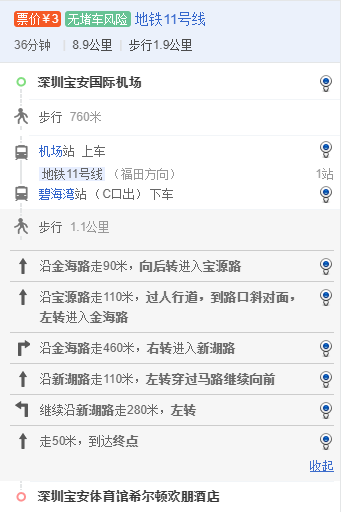 票价¥3 无堵车风险 地铁11号线
36分钟 | 8.9公里 | 步行1.9公里
深圳宝安国际机场
步行 760米
机场站 上车
地铁11号线 (福田方向) 1站
碧海湾站 ( C口出) 下车
步行 1.1公里
沿金海路走90米，向后转进入宝源路
沿宝源路走110米，过人行道，到路口斜对面，
左转进入金海路
沿金海路走460米，右转进入新湖路
沿新湖路走110米，左转穿过马路继续向前
继续沿新湖路走280米，左转
走50米，到达终点
收起
深圳宝安体育馆希尔顿欢朋酒店